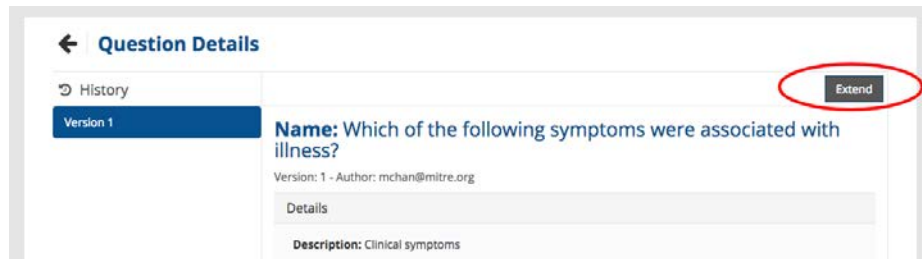 Question Details
History
Extend
Version 1
Name: Which of the following symptoms were associated with
illness?
Version: 1 - Author: mchan@mitre.org
Details
Description: Clinical symptoms